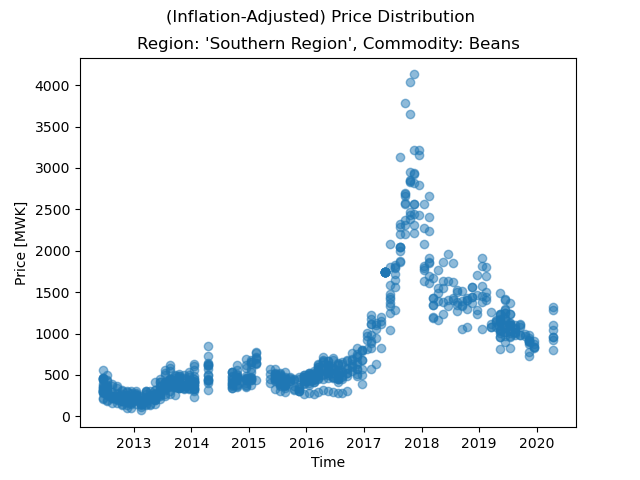 (Inflation-Adjusted) Price Distribution
Region: 'Southern Region', Commodity: Beans
4000
3500
3000
2500
2000
1500
1000
500
0
Price [MWK]
2013 2014 2015 2016 2017 2018 2019 2020
Time